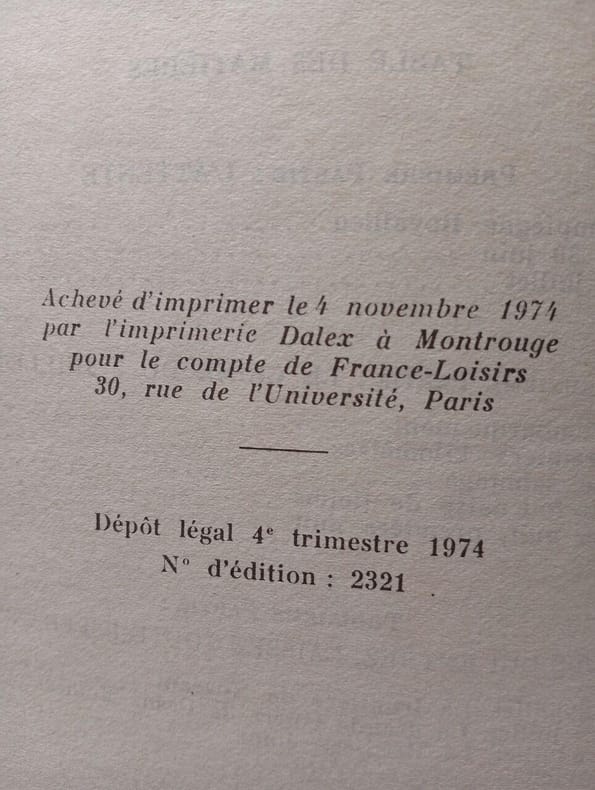 Achevé d'imprimer le 4 novembre 1974
par l'imprimerie Dalex à Montrouge
pour le compte de France-Loisirs
30, rue de l'Université, Paris
Dépôt légal 4e trimestre 1974
N° d'édition : 2321